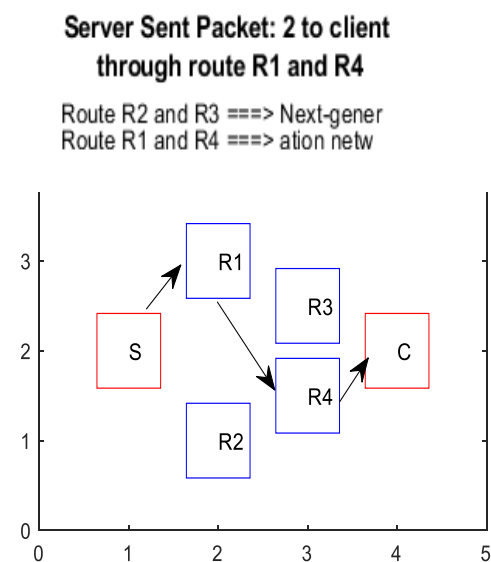 Server Sent Packet: 2 to client
through route R1 and R4
Route R2 and R3 ===> Next-gener
Route R1 and R4 ===> ation netw
3
R1
R3
2
S
C
R4
1
R2
0
0 1 2 3 4 5